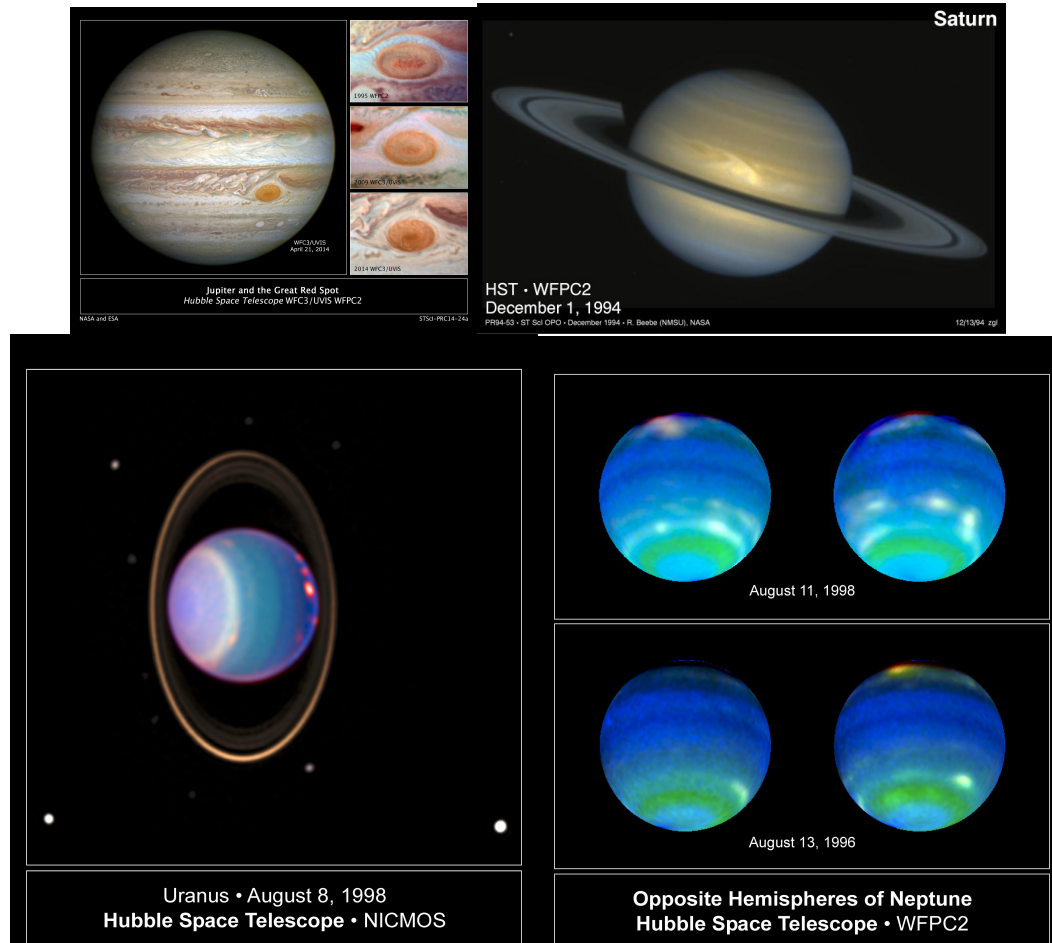 1995 WFPC2
2009 WFC3/UVIS
2014 WFC3/UVIS
WFC3/UVIS
April 21, 2014
Jupiter and the Great Red Spot
Hubble Space Telescope WFC3/UVIS WFPC2
NASA and ESA
STScI-PRC14-24a
Saturn
HST • WFPC2
December 1, 1994
PR94-53 • ST ScI OPO • December 1994 • R. Beebe (NMSU), NASA
12/13/94 zgl
Uranus • August 8, 1998
Hubble Space Telescope • NICMOS
August 11, 1998
August 13, 1996
Opposite Hemispheres of Neptune
Hubble Space Telescope • WFPC2